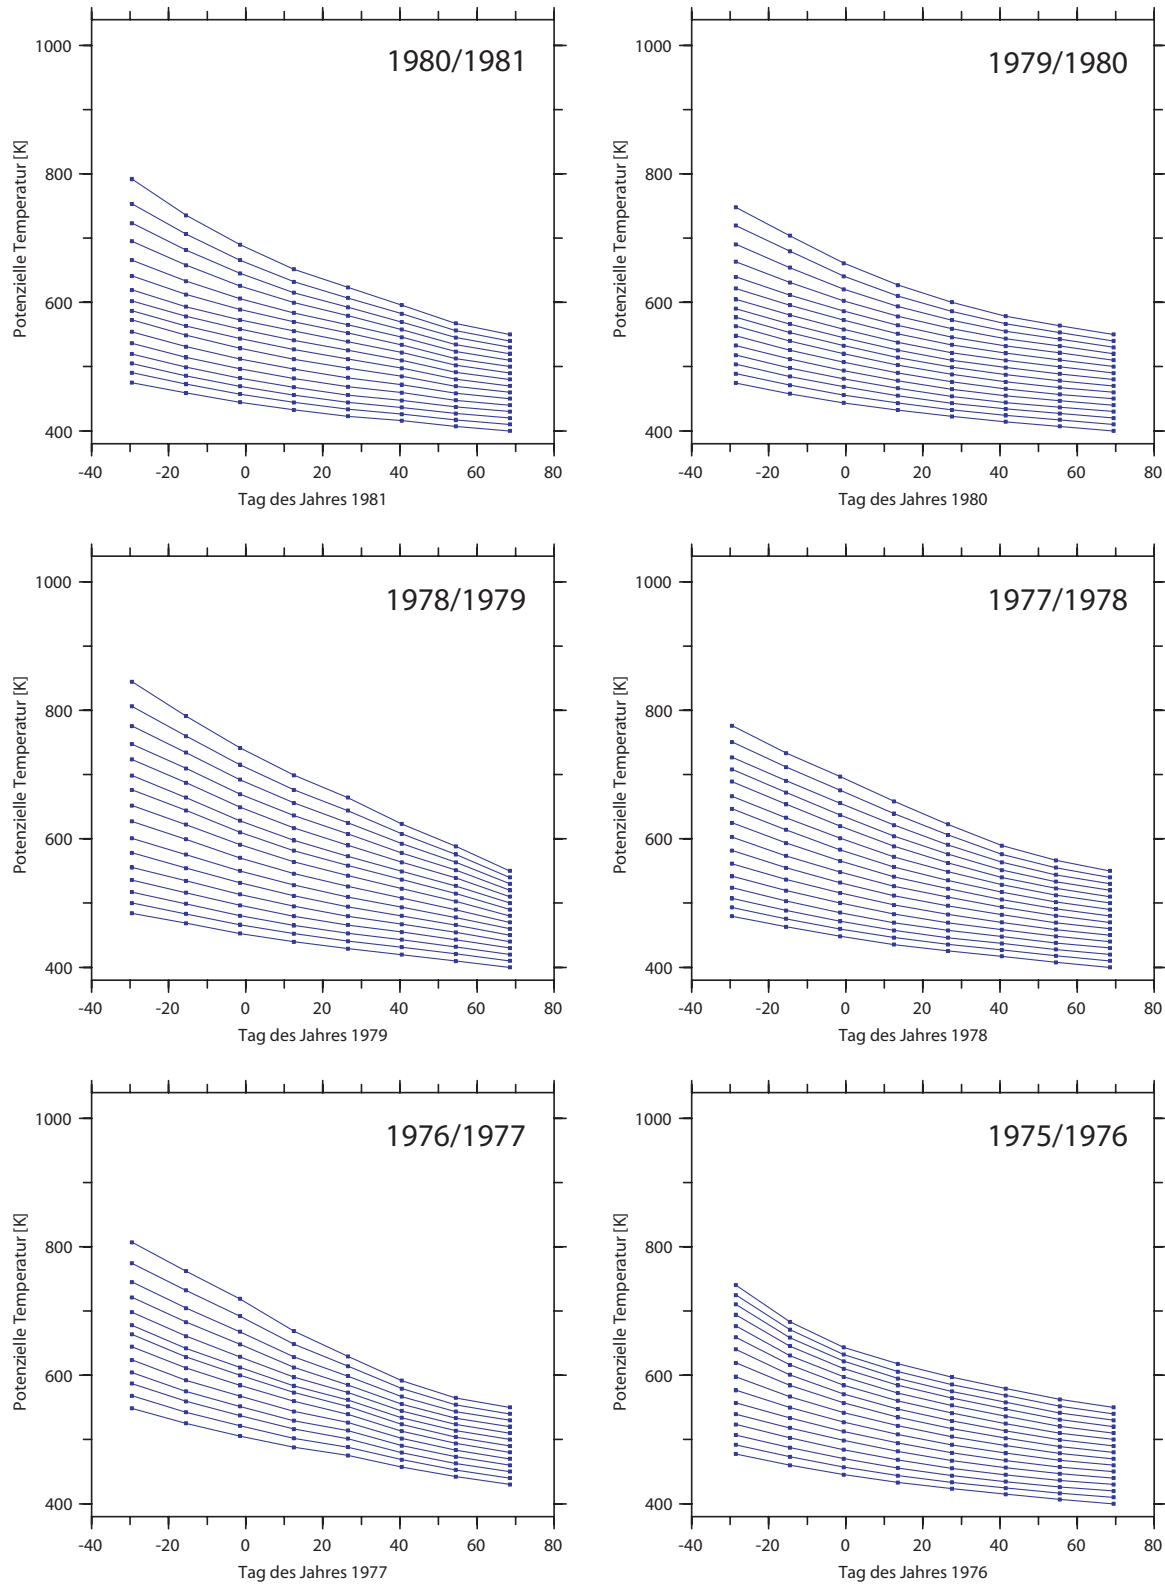 1980/1981
1000
800
600
400
Potenzielle Temperatur [K]
-40 -20 0 20 40 60 80
Tag des Jahres 1981
1979/1980
1000
800
600
400
Potenzielle Temperatur [K]
-40 -20 0 20 40 60 80
Tag des Jahres 1980
1978/1979
1000
800
600
400
Potenzielle Temperatur [K]
-40 -20 0 20 40 60 80
Tag des Jahres 1979
1977/1978
1000
800
600
400
Potenzielle Temperatur [K]
-40 -20 0 20 40 60 80
Tag des Jahres 1978
1976/1977
1000
800
600
400
Potenzielle Temperatur [K]
-40 -20 0 20 40 60 80
Tag des Jahres 1977
1975/1976
1000
800
600
400
Potenzielle Temperatur [K]
-40 -20 0 20 40 60 80
Tag des Jahres 1976